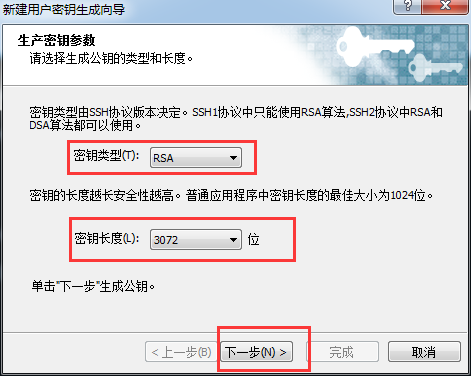 新建用户密钥生成向导
生产密钥参数
请选择生成公钥的类型和长度。
密钥类型由SSH协议版本决定。SSH1协议中只能使用RSA算法,SSH2协议中RSA和
DSA算法都可以使用。
密钥类型(T): RSA
密钥的长度越长安全性越高。普通应用程序中密钥长度的最佳大小为1024位。
密钥长度(L): 3072 位
单击"下一步"生成公钥。
< 上一步(B) 下一步(N) > 完成 取消